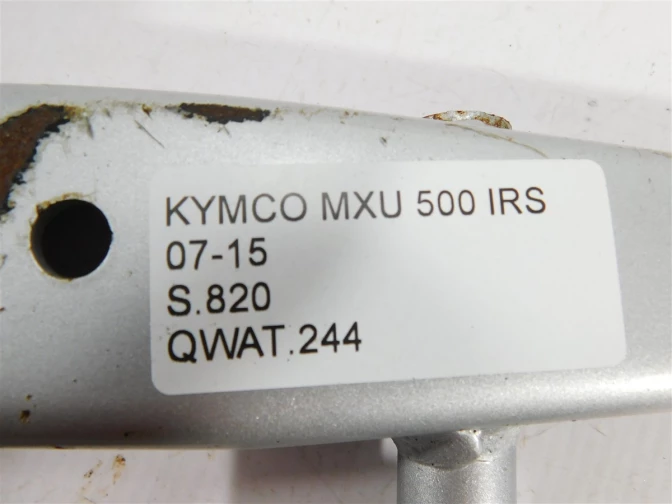 KYMCO MXU 500 IRS
07-15
S.820
QWAT.244